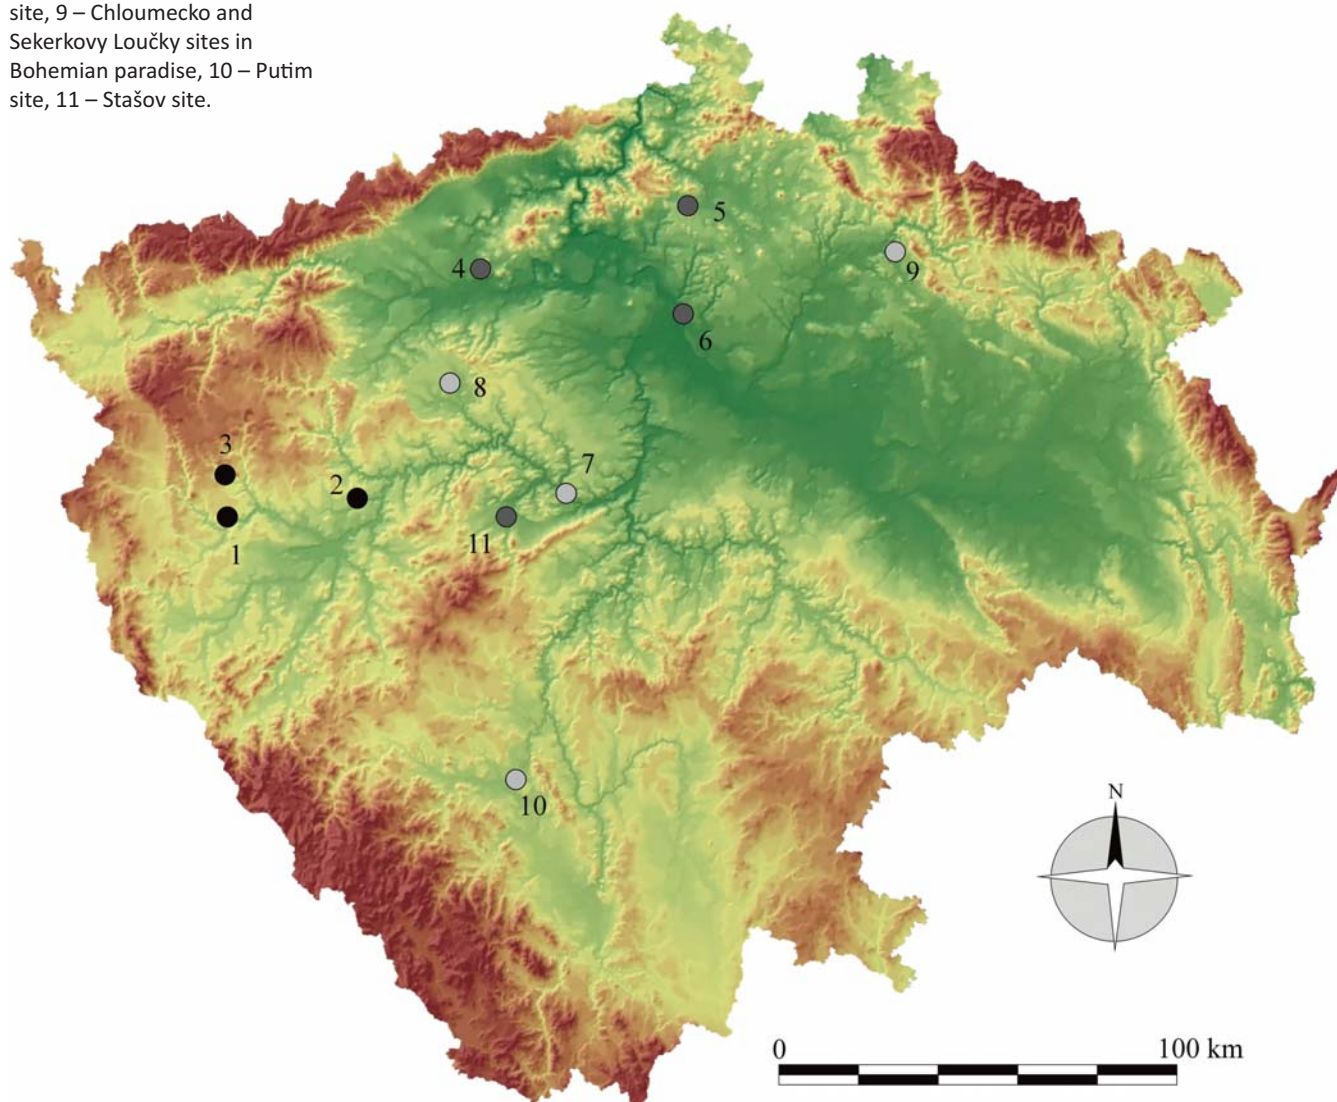 site, 9 – Chloumecko and
Sekerkovy Loučky sites in
Bohemian paradise, 10 – Putim
site, 11 – Stašov site.
5
4
9
6
8
3
7
2
11
1
10
N
0 100 km